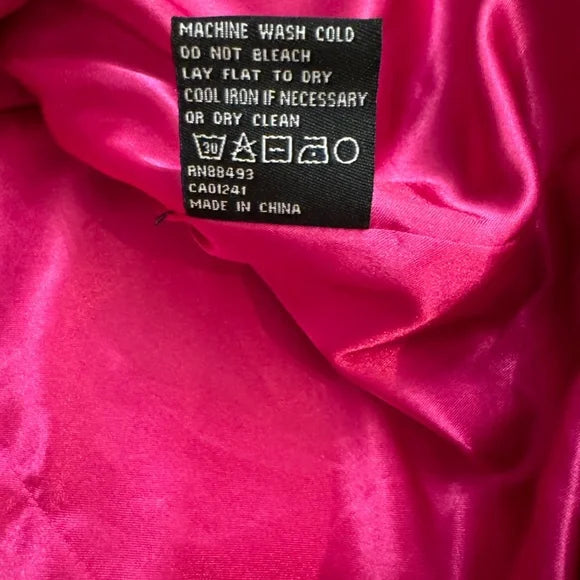 MACHINE WASH COLD
DO NOT BLEACH
LAY FLAT TO DRY
COOL IRON IF NECESSARY
OR DRY CLEAN
30
RN88493
CA01241
MADE IN CHINA